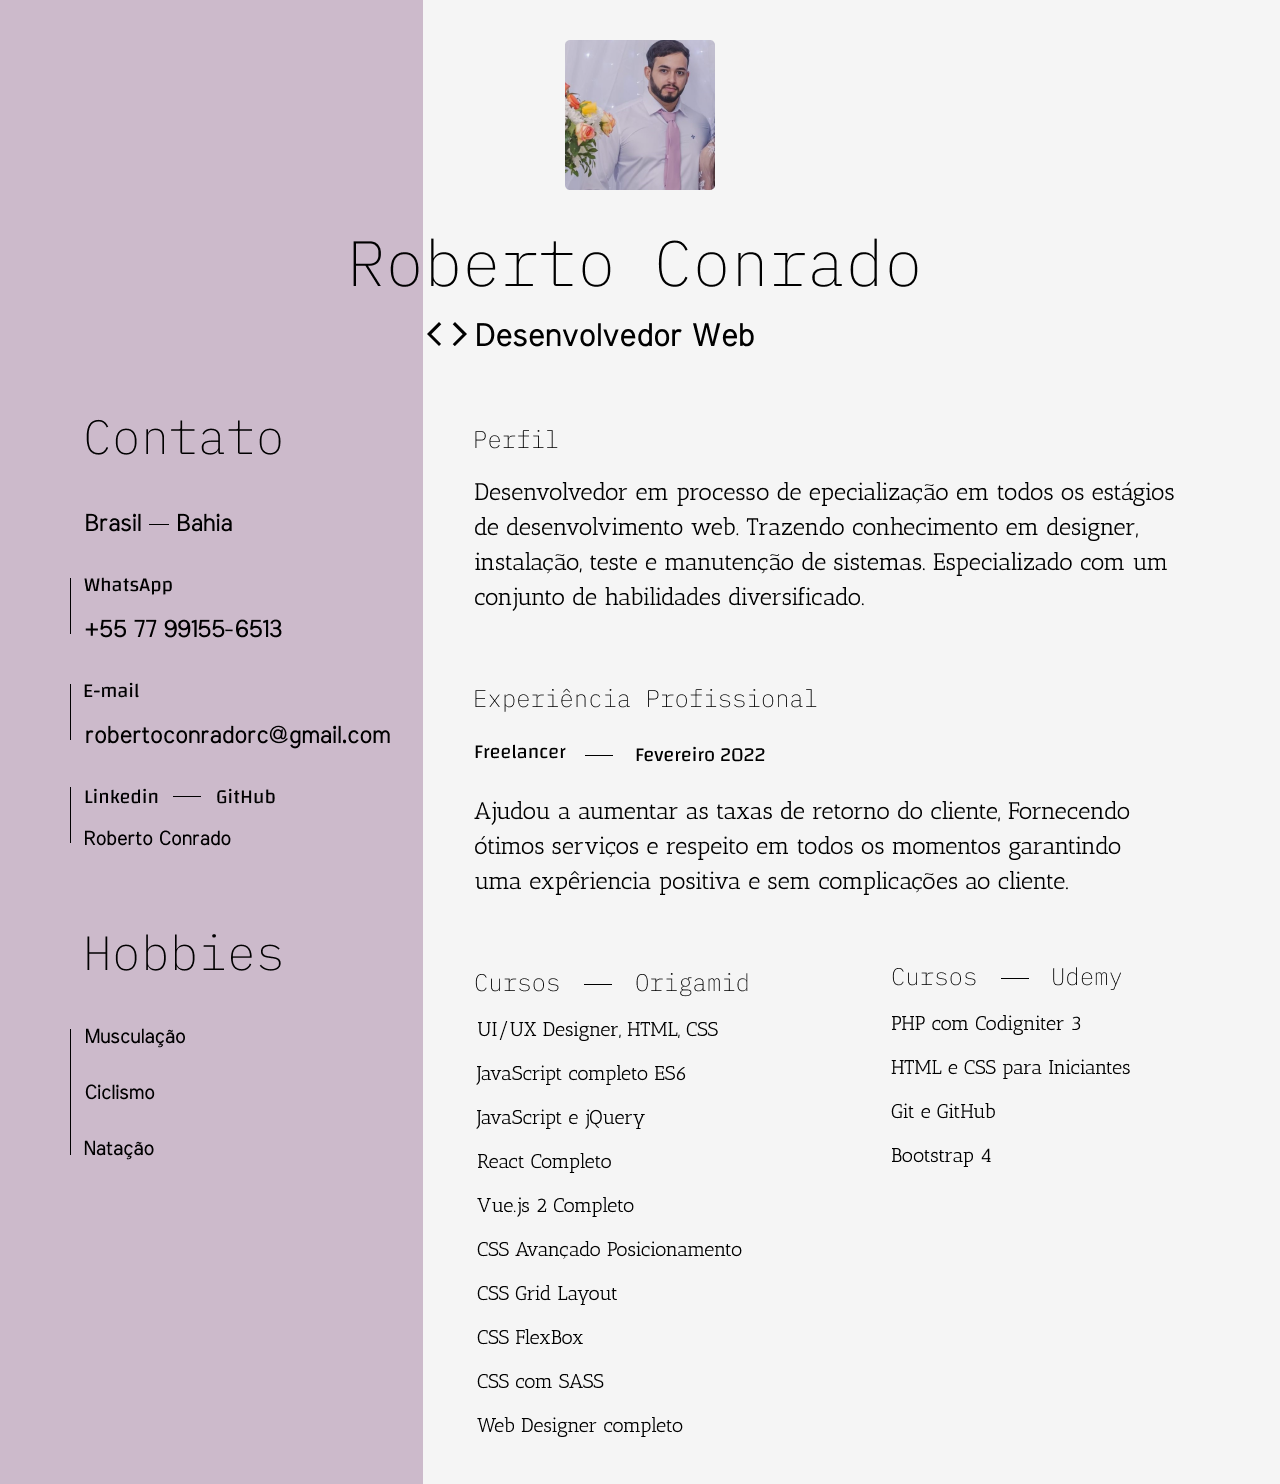 Roberto Conrado
<> Desenvolvedor Web
Contato
Brasil — Bahia
WhatsApp
+55 77 99155-6513
E-mail
robertoconradorc@gmail.com
Linkedin — GitHub
Roberto Conrado
Hobbies
Musculação
Ciclismo
Natação
Perfil
Desenvolvedor em processo de epecialização em todos os estágios
de desenvolvimento web. Trazendo conhecimento em designer,
instalação, teste e manutenção de sistemas. Especializado com um
conjunto de habilidades diversificado.
Experiência Profissional
Freelancer — Fevereiro 2022
Ajudou a aumentar as taxas de retorno do cliente, Fornecendo
ótimos serviços e respeito em todos os momentos garantindo
uma expêriencia positiva e sem complicações ao cliente.
Cursos — Origamid
UI/UX Designer, HTML, CSS
JavaScript completo ES6
JavaScript e jQuery
React Completo
Vue.js 2 Completo
CSS Avançado Posicionamento
CSS Grid Layout
CSS FlexBox
CSS com SASS
Web Designer completo
Cursos — Udemy
PHP com Codigniter 3
HTML e CSS para Iniciantes
Git e GitHub
Bootstrap 4